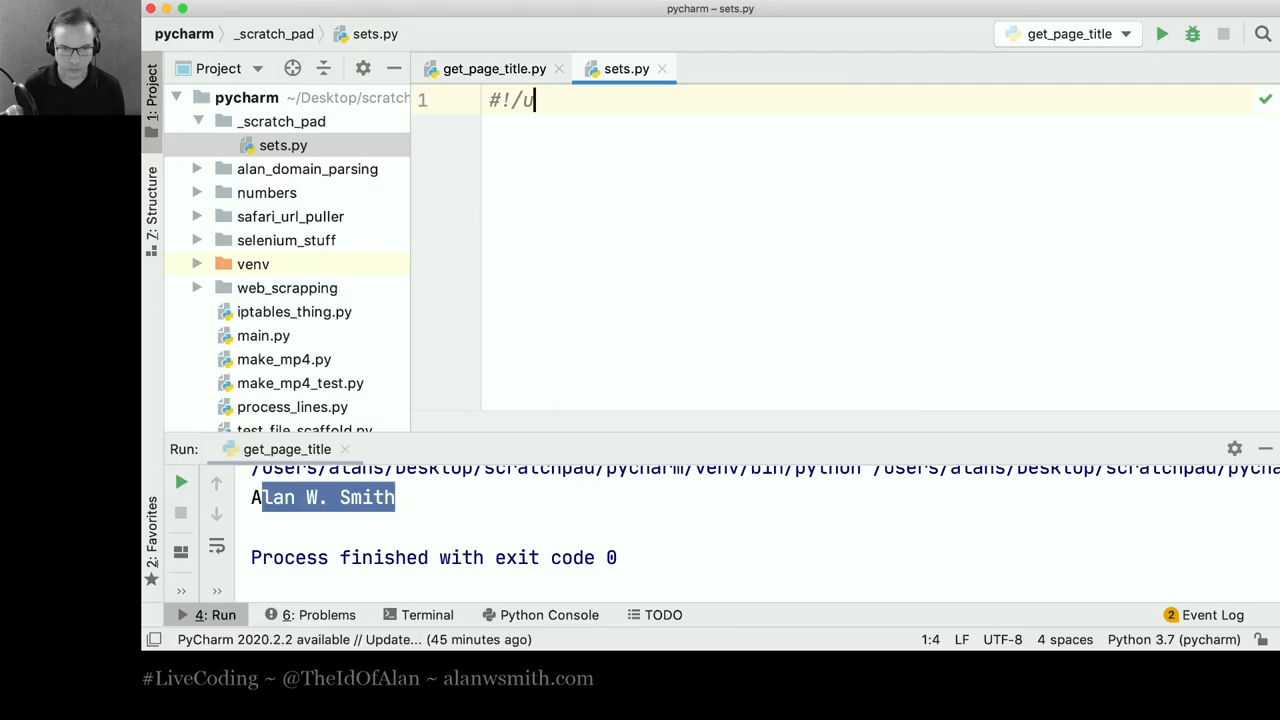 pycharm – sets.py
pycharm _scratch_pad sets.py get_page_title
Project get_page_title.py sets.py
1: Project
7: Structure
2: Favorites
pycharm ~/Desktop/scratch
_scratch_pad
sets.py
alan_domain_parsing
numbers
safari_url_puller
selenium_stuff
venv
web_scrapping
iptables_thing.py
main.py
make_mp4.py
make_mp4_test.py
process_lines.py
test_file_scaffold.py
1 #!/u
Run: get_page_title
/Users/alans/Desktop/scratchpad/pycharm/venv/bin/python /Users/alans/Desktop/scratchpad/pycha
Alan W. Smith
Process finished with exit code 0
4: Run 6: Problems Terminal Python Console TODO 2 Event Log
PyCharm 2020.2.2 available // Update... (45 minutes ago) 1:4 LF UTF-8 4 spaces Python 3.7 (pycharm)
#LiveCoding ~ @TheIdOfAlan ~ alanwsmith.com